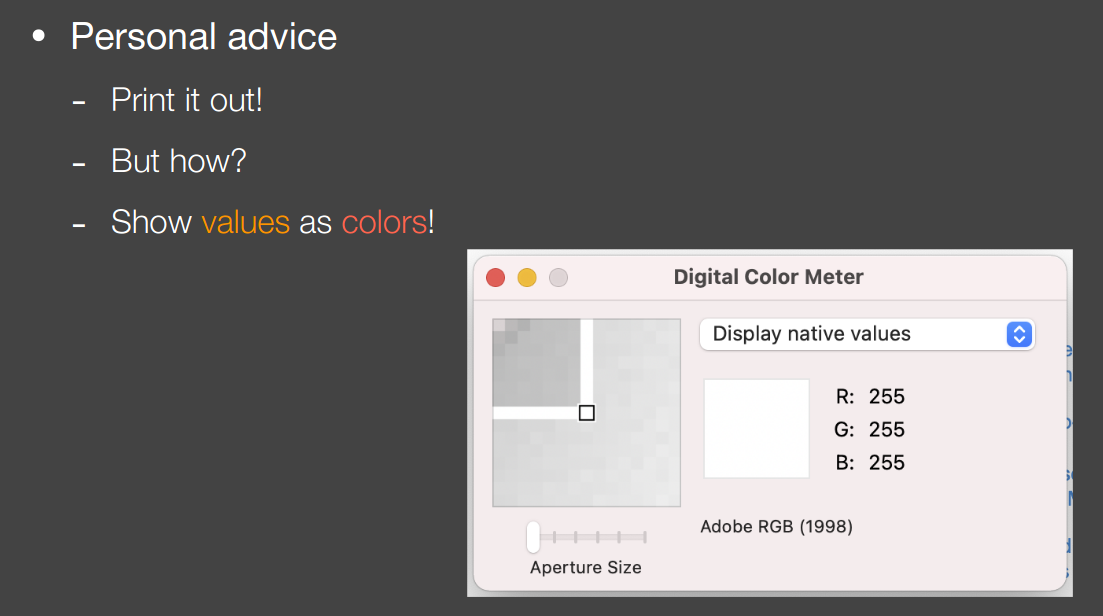 • Personal advice
- Print it out!
- But how?
- Show values as colors!
Digital Color Meter
Display native values
R: 255
G: 255
B: 255
Adobe RGB (1998)
Aperture Size